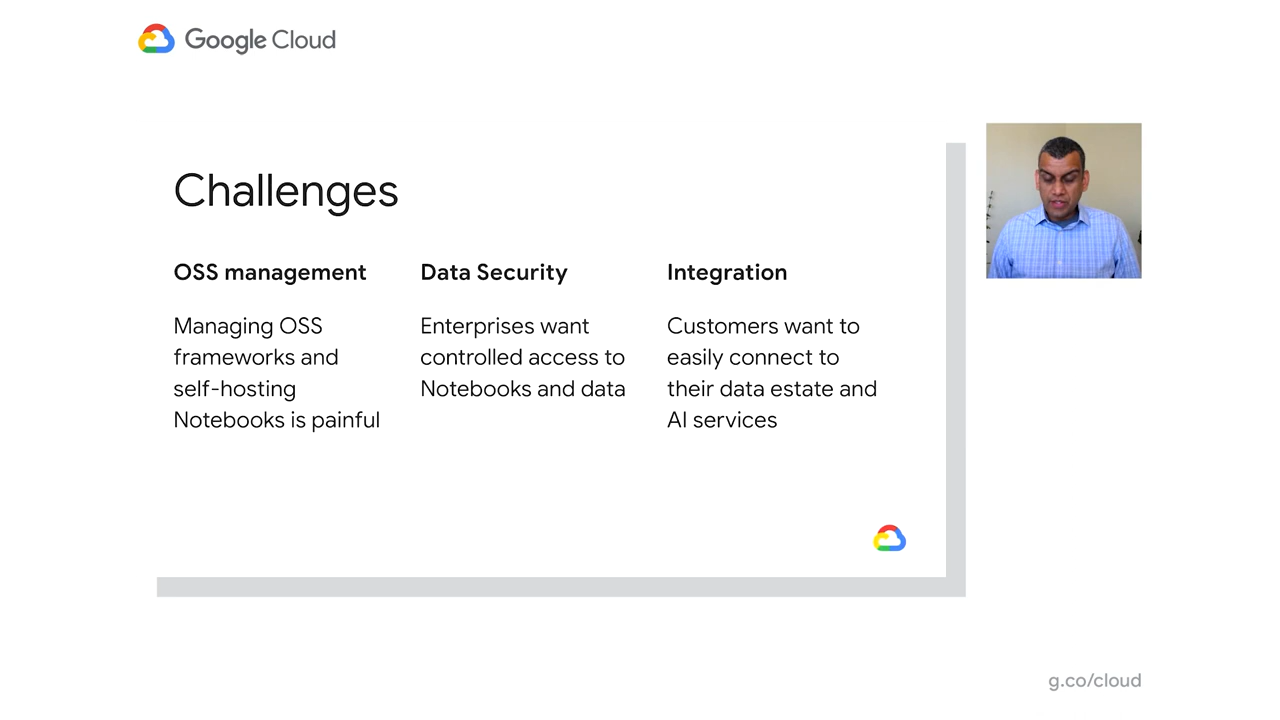 Google Cloud
Challenges
OSS management
Managing OSS
frameworks and
self-hosting
Notebooks is painful
Data Security
Enterprises want
controlled access to
Notebooks and data
Integration
Customers want to
easily connect to
their data estate and
AI services
g.co/cloud